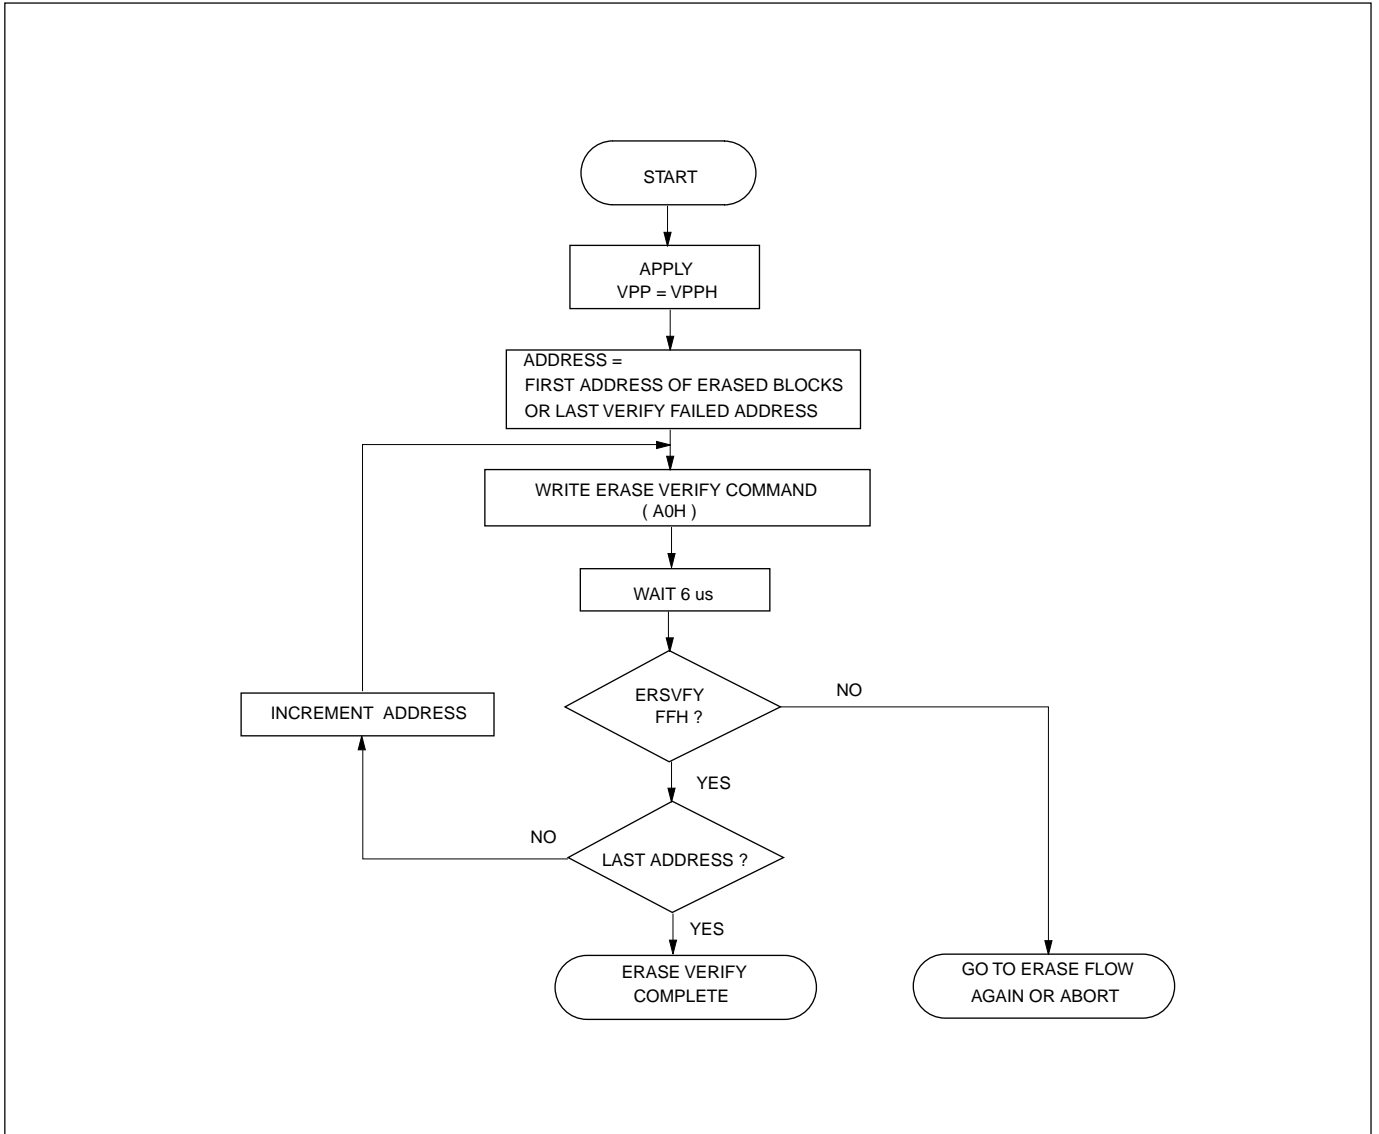 START
APPLY
VPP = VPPH
ADDRESS =
FIRST ADDRESS OF ERASED BLOCKS
OR LAST VERIFY FAILED ADDRESS
WRITE ERASE VERIFY COMMAND
( A0H )
WAIT 6 us
ERSVFY
FFH ?
NO
INCREMENT  ADDRESS
YES
NO
LAST ADDRESS ?
YES
ERASE VERIFY
COMPLETE
GO TO ERASE FLOW
AGAIN OR ABORT